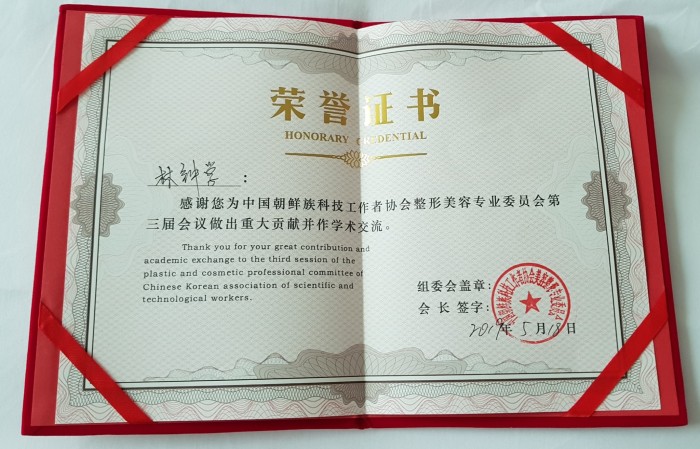 荣誉证书
HONORARY CREDENTIAL
林钟学：
感谢您为中国朝鲜族科技工作者协会整形美容专业委员会第
三届会议做出重大贡献并作学术交流。
Thank you for your great contribution and
academic exchange to the third session of the
plastic and cosmetic professional committee of
Chinese Korean association of scientific and
technological workers.
组委会盖章：
会 长 签字：
2019年5月18日